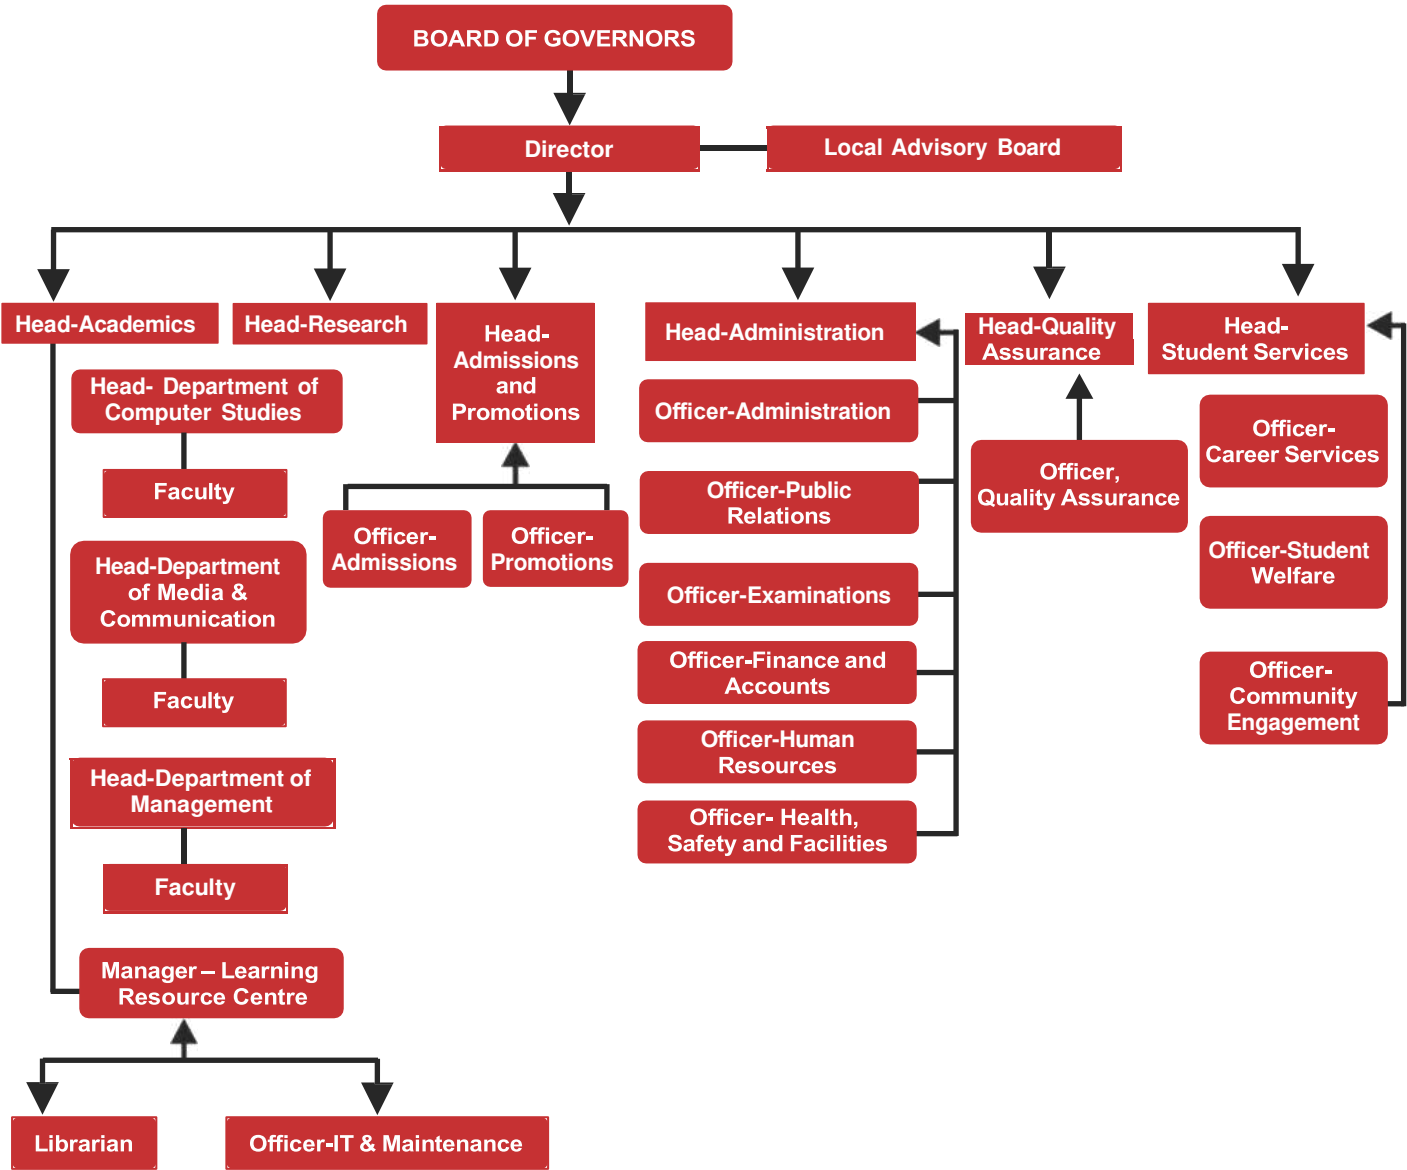 BOARD OF GOVERNORS
Director
Local Advisory Board
Head-Academics
Head-Research
Head-
Admissions
and
Promotions
Head-Administration
Head-Quality
Assurance
Head-
Student Services
Head- Department of
Computer Studies
Faculty
Head-Department
of Media &
Communication
Faculty
Head-Department of
Management
Faculty
Manager – Learning
Resource Centre
Librarian
Officer-IT & Maintenance
Officer-
Admissions
Officer-
Promotions
Officer-Administration
Officer-Public
Relations
Officer-Examinations
Officer-Finance and
Accounts
Officer-Human
Resources
Officer- Health,
Safety and Facilities
Officer,
Quality Assurance
Officer-
Career Services
Officer-Student
Welfare
Officer-
Community
Engagement